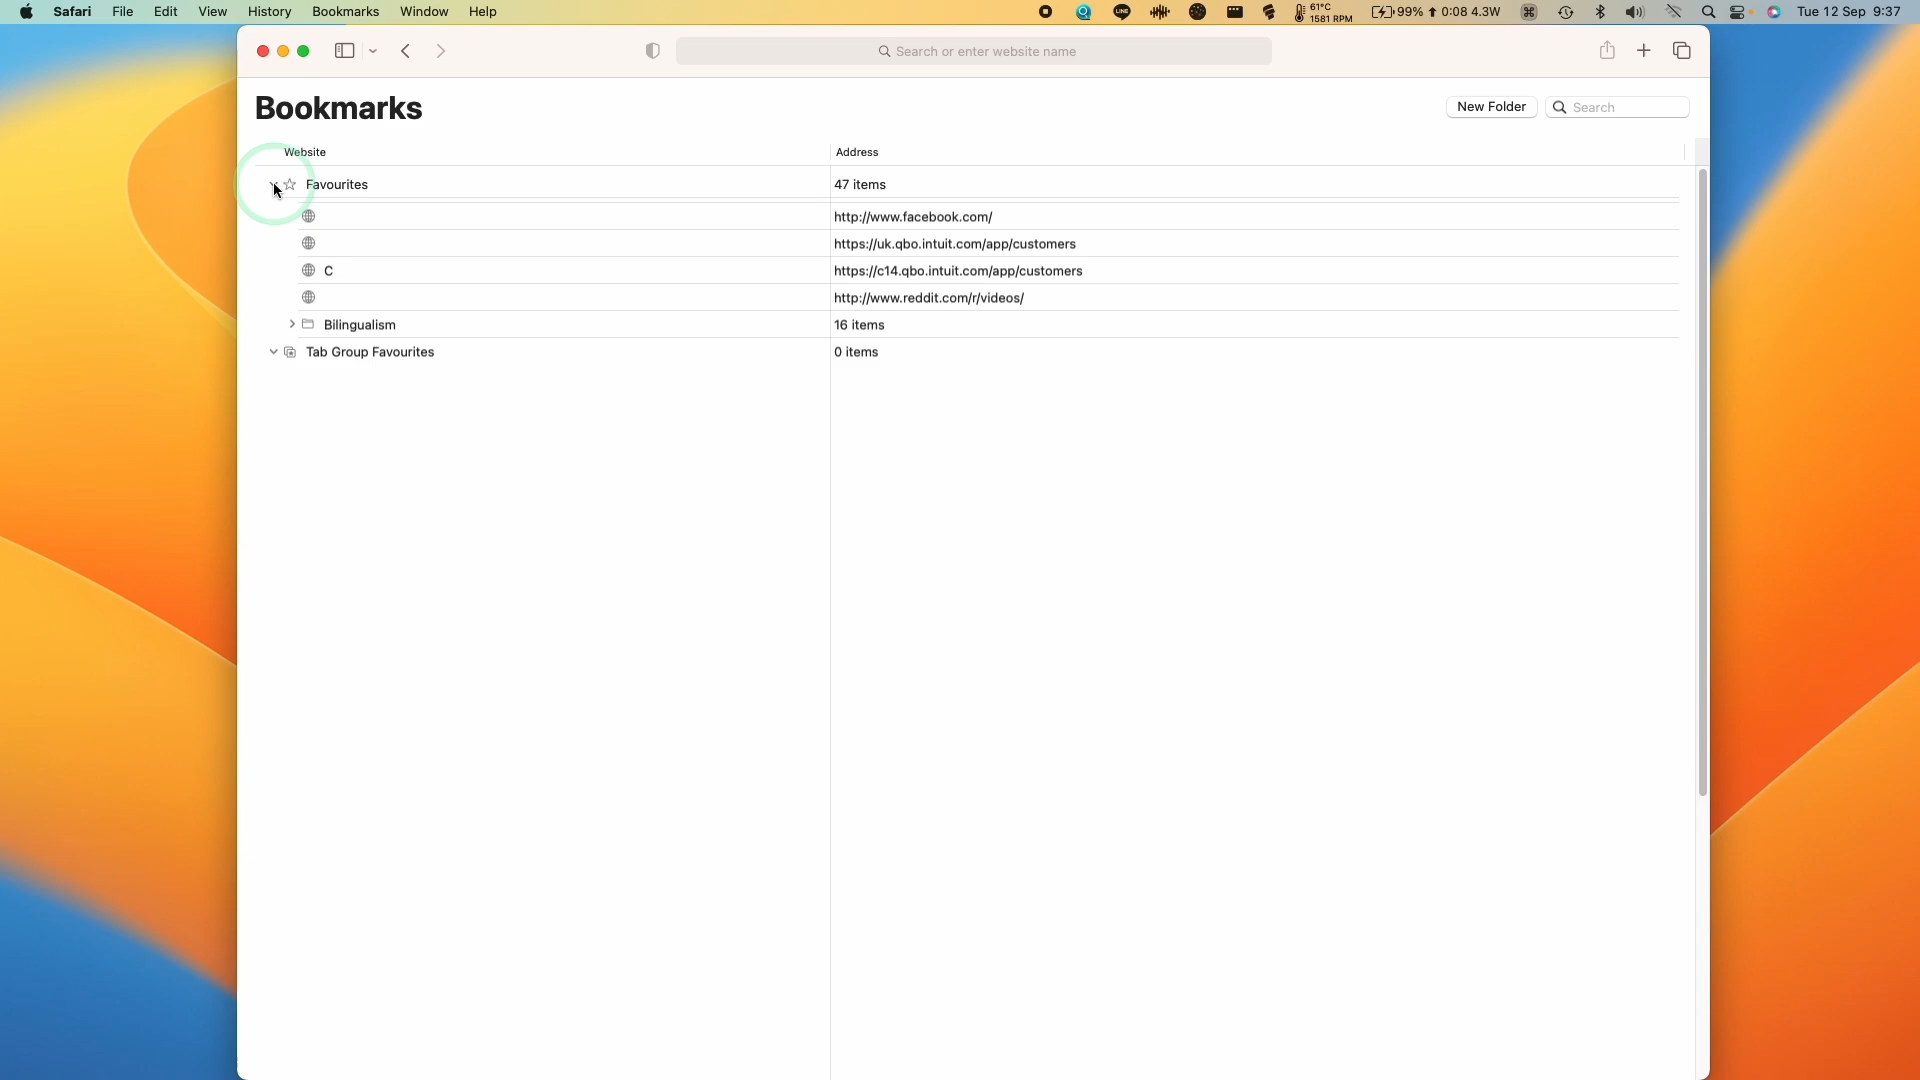 Safari File Edit View History Bookmarks Window Help LINE 61°C 1581 RPM 99% 0:08 4.3W Tue 12 Sep 9:37
Search or enter website name
Bookmarks New Folder Search
Website Address
Favourites 47 items
http://www.facebook.com/
https://uk.qbo.intuit.com/app/customers
C https://c14.qbo.intuit.com/app/customers
http://www.reddit.com/r/videos/
Bilingualism 16 items
Tab Group Favourites 0 items